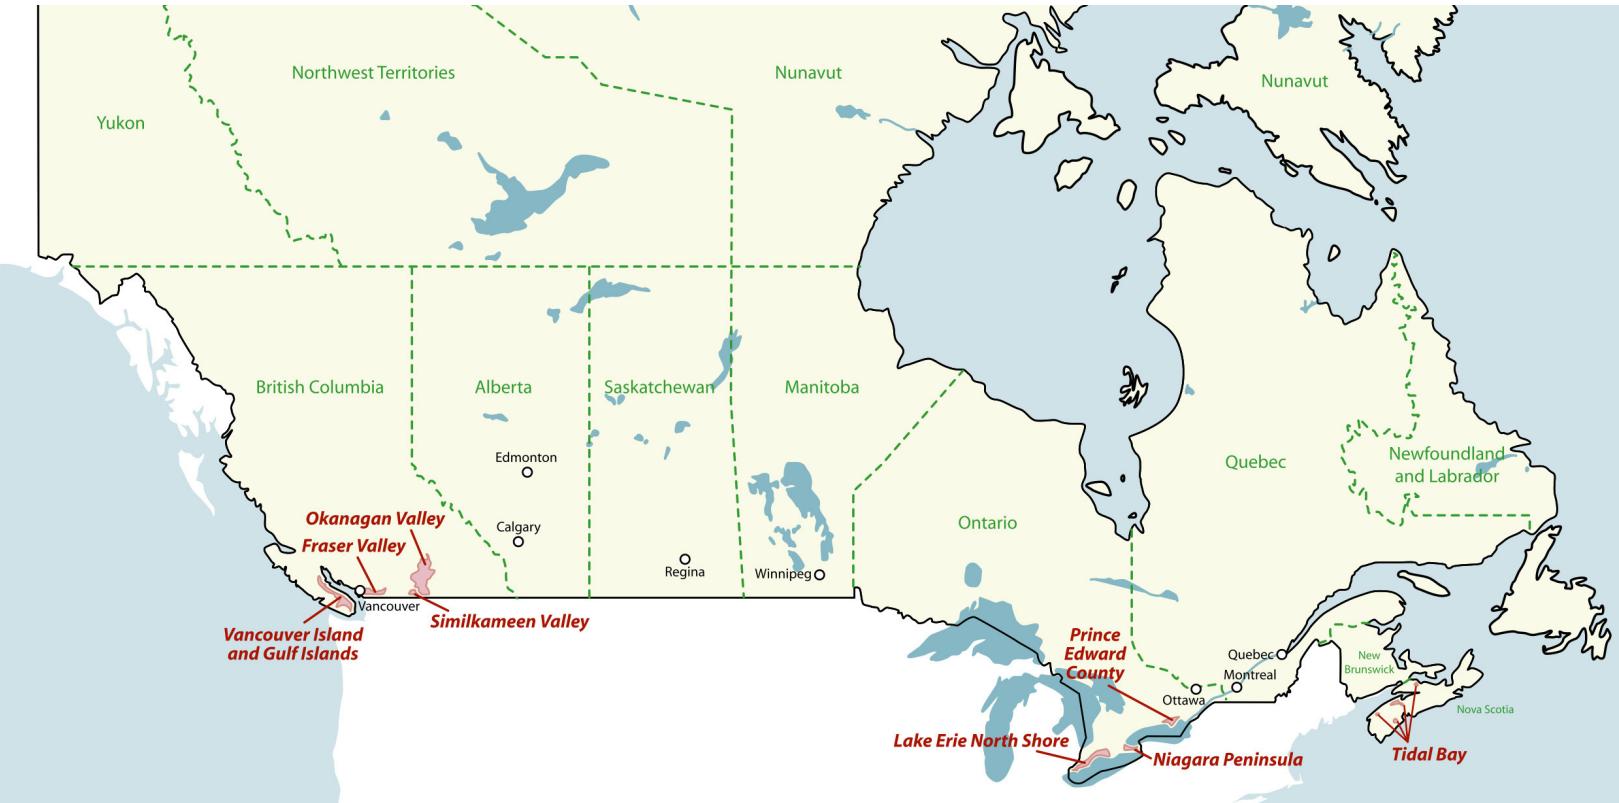 Northwest Territories
Nunavut
Nunavut
Yukon
British Columbia
Alberta
Saskatchewan
Manitoba
Edmonton
Quebec
Newfoundland
and Labrador
Okanagan Valley
Calgary
Ontario
Fraser Valley
Regina
Winnipeg
Vancouver
Similkameen Valley
Vancouver Island
and Gulf Islands
Prince
Edward
County
Quebec
Montreal
New
Brunswick
Ottawa
Nova Scotia
Lake Erie North Shore
Niagara Peninsula
Tidal Bay